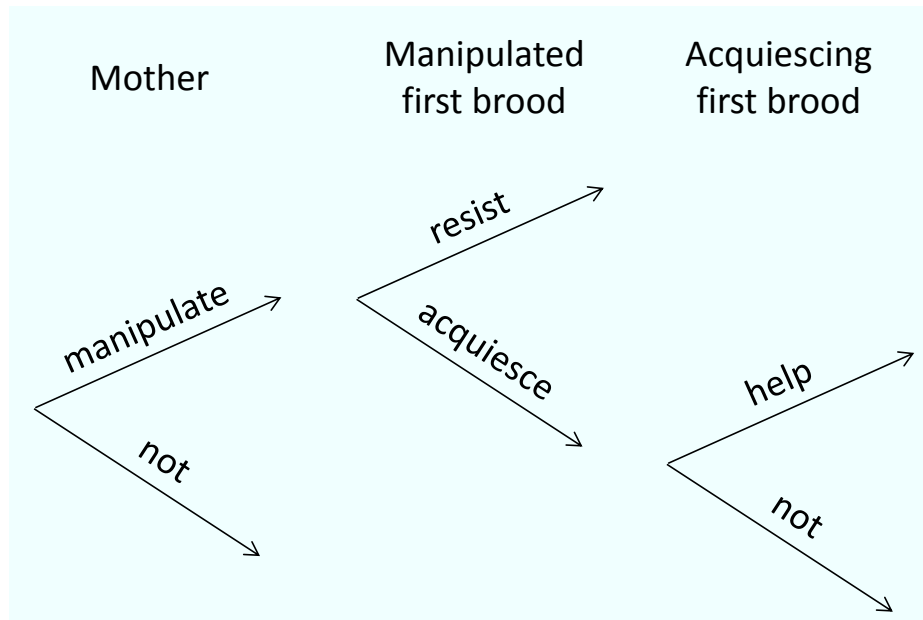 Mother
Manipulated
first brood
Acquiescing
first brood
manipulate
not
resist
acquiesce
help
not